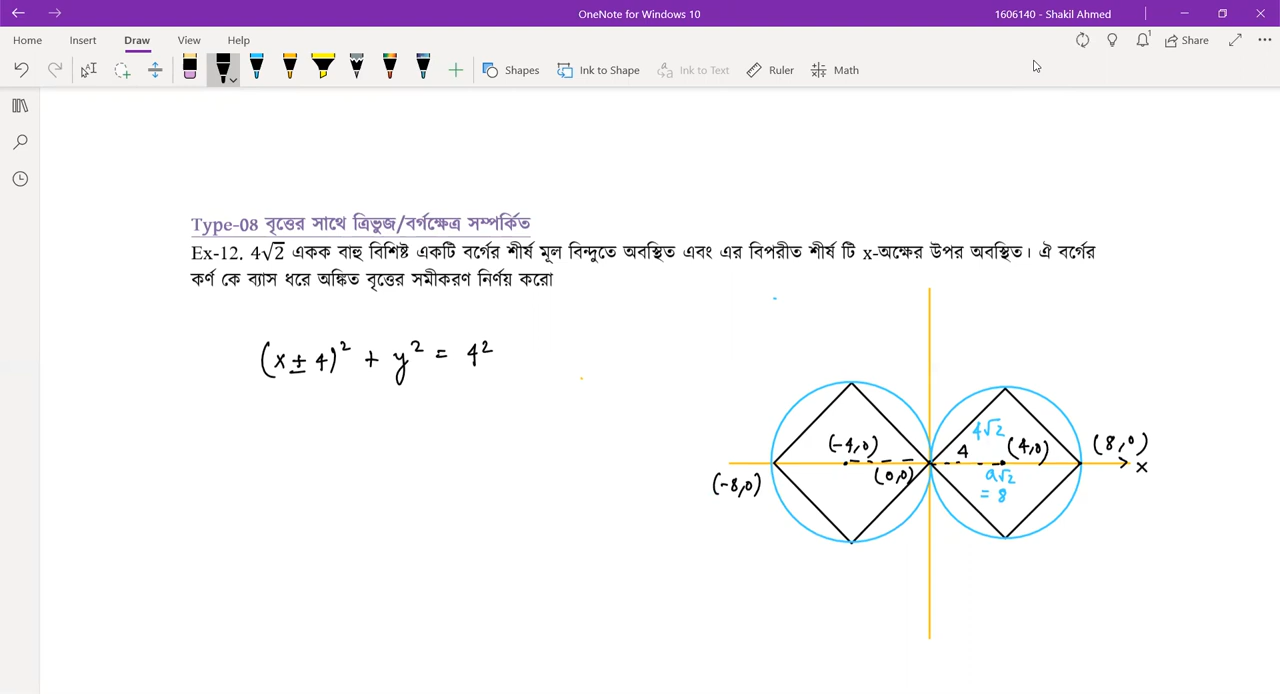 OneNote for Windows 10
1606140 - Shakil Ahmed
Home Insert Draw View Help
Share
Shapes Ink to Shape Ink to Text Ruler Math
Type-08 বৃত্তের সাথে ত্রিভুজ/বর্গক্ষেত্র সম্পর্কিত
Ex-12. 4√2 একক বাহু বিশিষ্ট একটি বর্গের শীর্ষ মূল বিন্দুতে অবস্থিত এবং এর বিপরীত শীর্ষ টি x-অক্ষের উপর অবস্থিত। ঐ বর্গের
কর্ণ কে ব্যাস ধরে অঙ্কিত বৃত্তের সমীকরণ নির্ণয় করো
(x ± 4)² + y² = 4²
4√2
(-4,0) 4 (4,0) (8,0)
x
(-8,0) (0,0) a√2
= 8